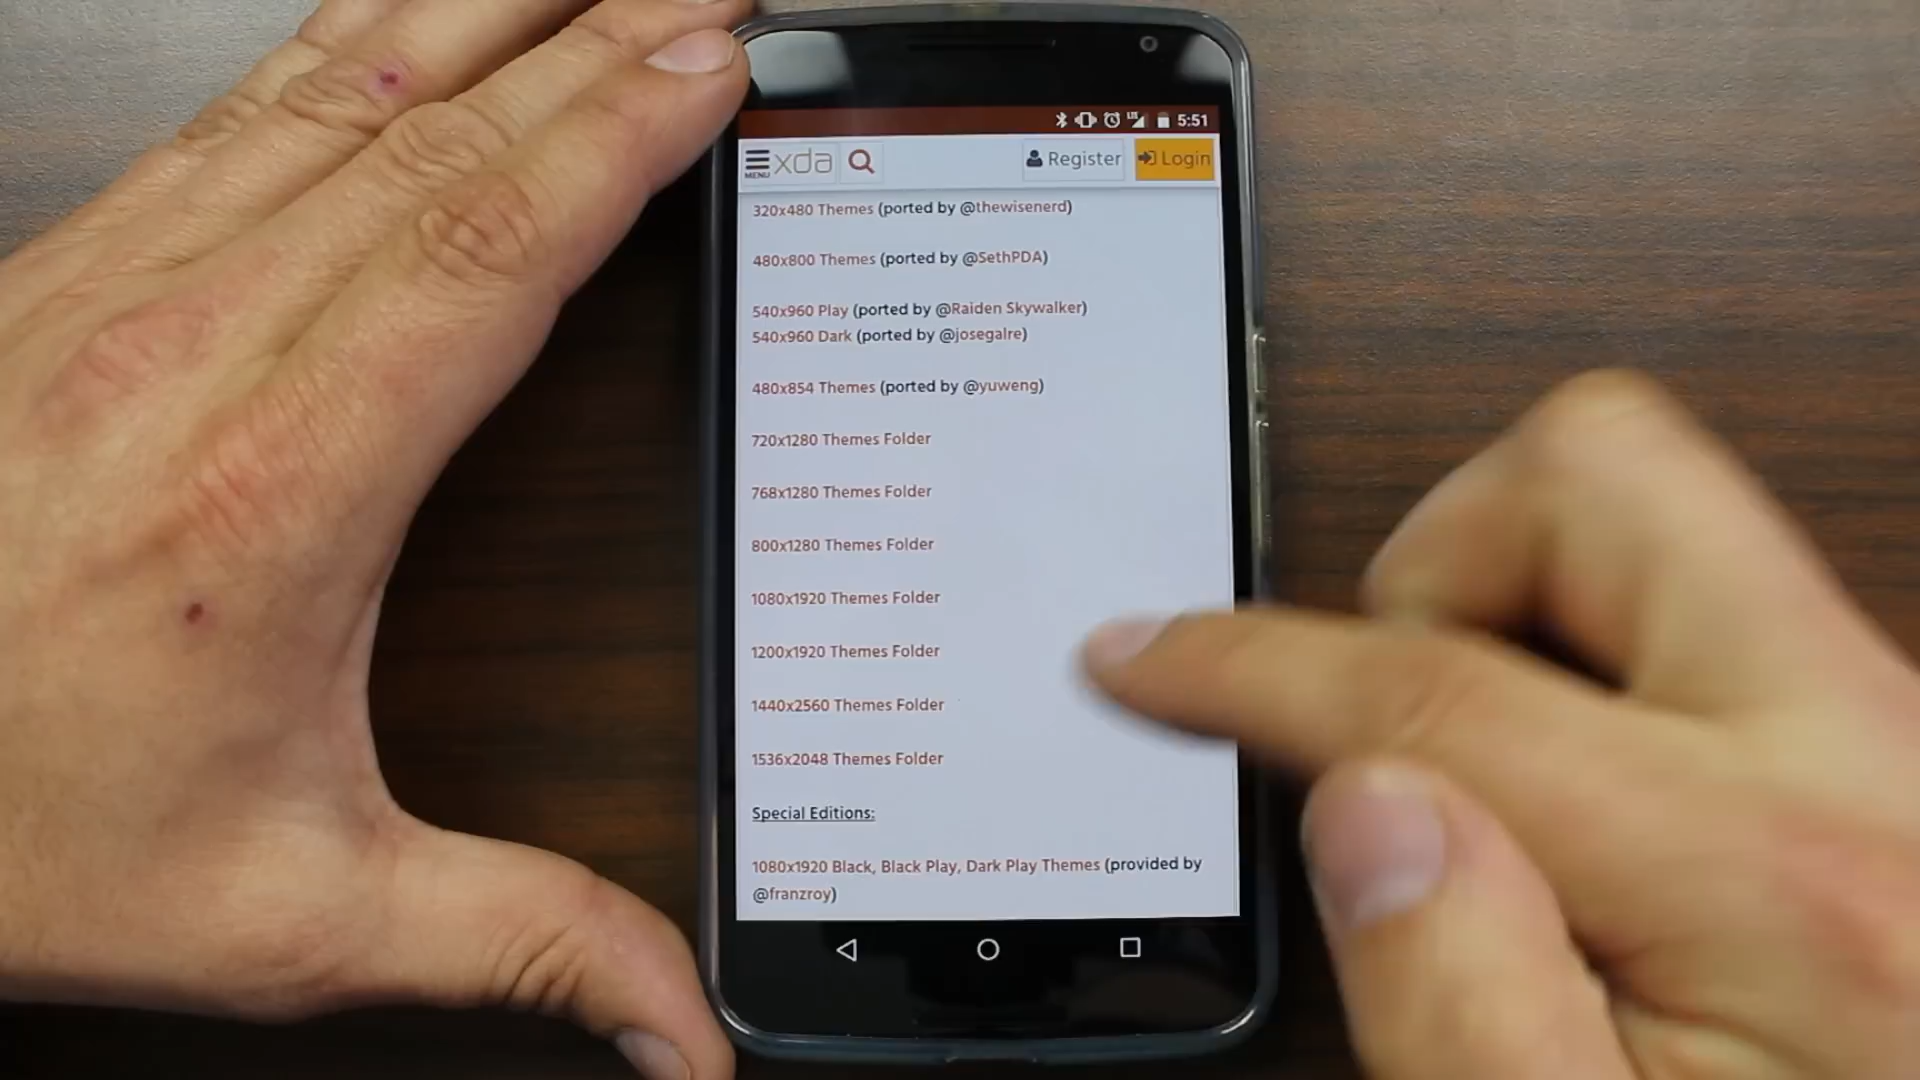 LTE 5:51
MENU xda Register Login
320x480 Themes (ported by @thewisenerd)
480x800 Themes (ported by @SethPDA)
540x960 Play (ported by @Raiden Skywalker)
540x960 Dark (ported by @josegalre)
480x854 Themes (ported by @yuweng)
720x1280 Themes Folder
768x1280 Themes Folder
800x1280 Themes Folder
1080x1920 Themes Folder
1200x1920 Themes Folder
1440x2560 Themes Folder
1536x2048 Themes Folder
Special Editions:
1080x1920 Black, Black Play, Dark Play Themes (provided by
@franzroy)